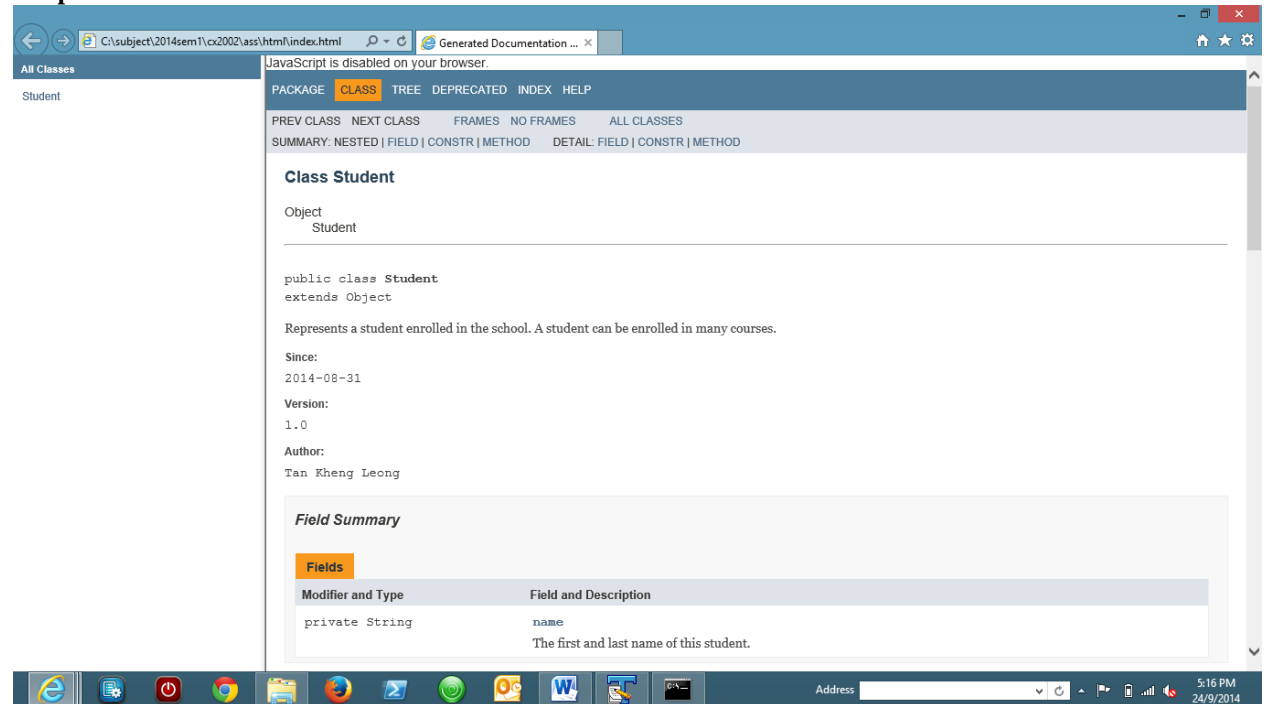 C:\subject\2014sem1\cx2002\ass\html\index.html
Generated Documentation ...
All Classes
Student
JavaScript is disabled on your browser.
PACKAGE CLASS TREE DEPRECATED INDEX HELP
PREV CLASS NEXT CLASS FRAMES NO FRAMES ALL CLASSES
SUMMARY: NESTED | FIELD | CONSTR | METHOD DETAIL: FIELD | CONSTR | METHOD
Class Student
Object
Student
public class Student
extends Object
Represents a student enrolled in the school. A student can be enrolled in many courses.
Since:
2014-08-31
Version:
1.0
Author:
Tan Kheng Leong
Field Summary
Fields
Modifier and Type Field and Description
private String name
The first and last name of this student.
Address
5:16 PM
24/9/2014